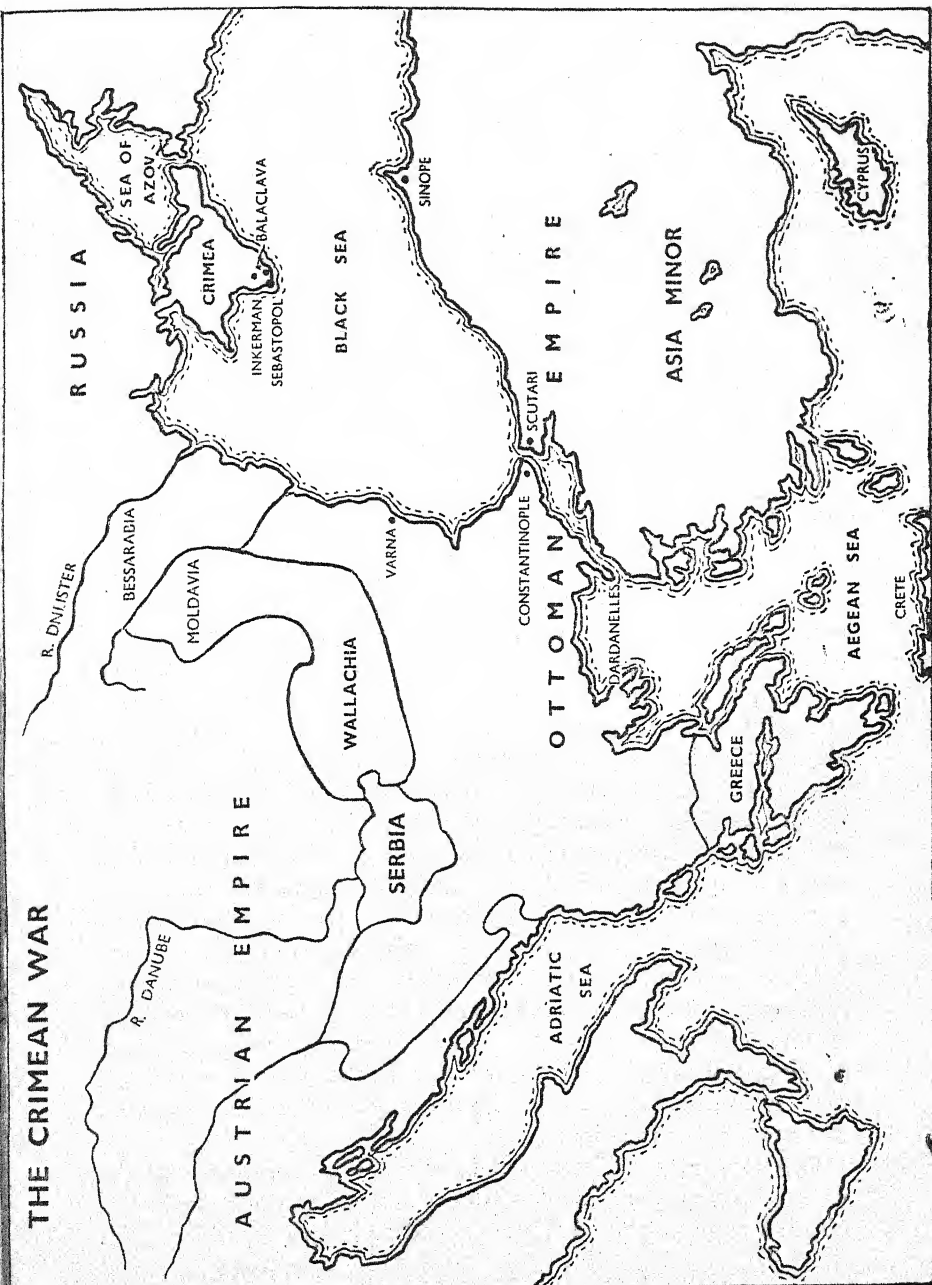 THE CRIMEAN WAR
RUSSIA
SEA OF
AZOV
R. DNIESTER
BESSARABIA
CRIMEA
MOLDAVIA
INKERMAN
BALACLAVA
SEBASTOPOL
R. DANUBE
AUSTRIAN EMPIRE
WALLACHIA
BLACK SEA
SERBIA
VARNA
SINOPE
ADRIATIC
SEA
CONSTANTINOPLE
SCUTARI
OTTOMAN EMPIRE
DARDANELLES
ASIA MINOR
GREECE
AEGEAN SEA
CRETE
CYPRUS